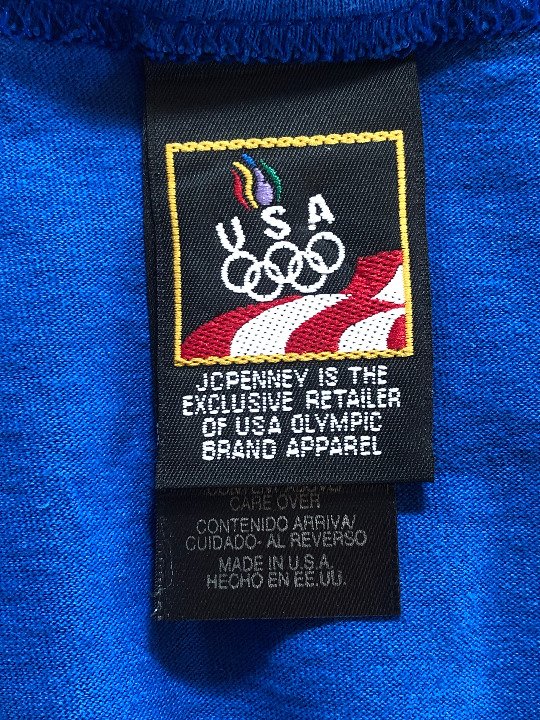 USA
JCPENNEY IS THE
EXCLUSIVE RETAILER
OF USA OLYMPIC
BRAND APPAREL
CARE OVER
CONTENIDO ARRIVA/
CUIDADO- AL REVERSO
MADE IN U.S.A.
HECHO EN EE.UU.